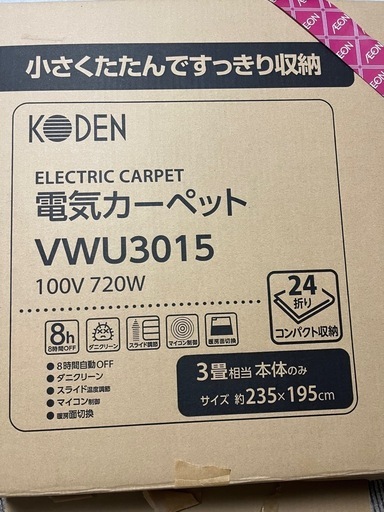 小さくたたんですっきり収納
KODEN
ELECTRIC CARPET
電気カーペット
VWU3015
100V 720W
24
折り
コンパクト収納
8h
8時間OFF
ダニクリーン
スライド調節
マイコン制御
暖房面切換
●8時間自動OFF
●ダニクリーン
●スライド温度調節
●マイコン制御
●暖房面切換
3畳相当 本体のみ
サイズ 約235×195cm
ÆON
ÆON
ÆON
ÆON